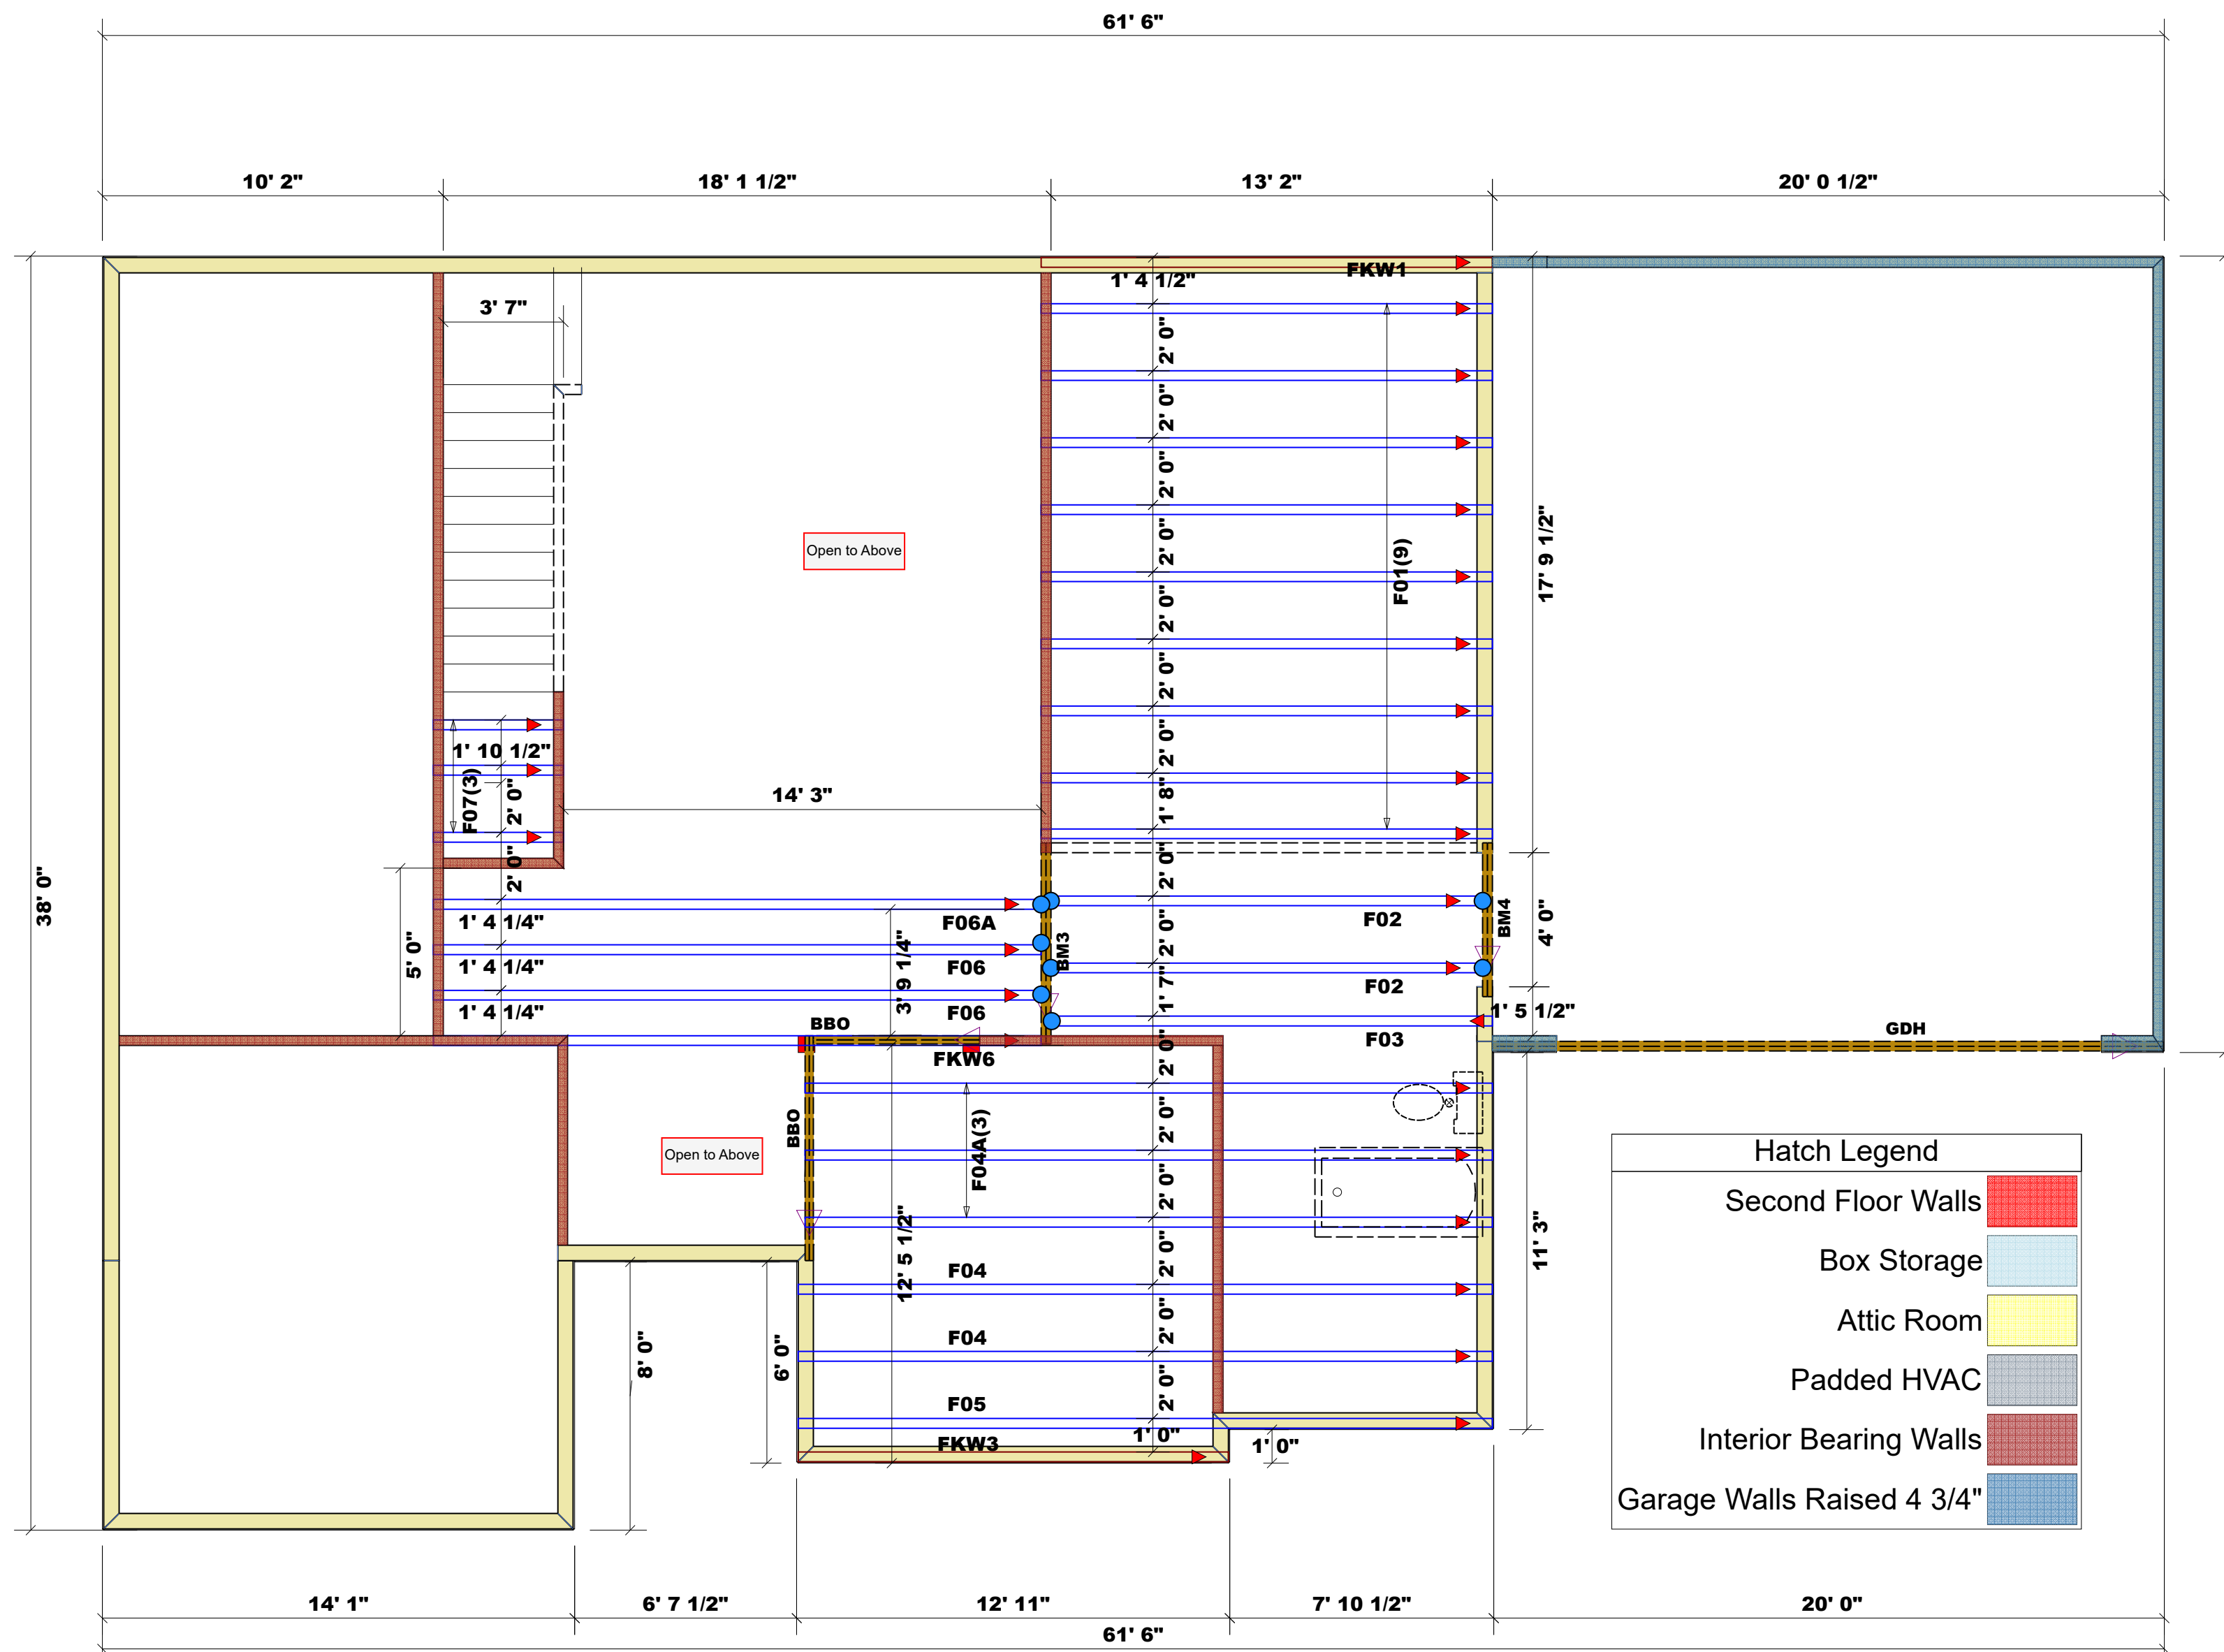 61' 6"
10' 2"
18' 1 1/2"
13' 2"
20' 0 1/2"
FKW1
1' 4 1/2"
3' 7"
2' 0"
2' 0"
2' 0"
2' 0"
2' 0"
2' 0"
2' 0"
1' 8"
Open to Above
F01(9)
17' 9 1/2"
1' 10 1/2"
F07(3)
2' 0"
2' 0"
14' 3"
38' 0"
5' 0"
1' 4 1/4"
1' 4 1/4"
1' 4 1/4"
F06A
F06
F06
3' 9 1/4"
BM3
2' 0"
2' 0"
1' 7"
F02
F02
F03
BM4
4' 0"
1' 5 1/2"
BBO
FKW6
GDH
BBO
Open to Above
F04A(3)
2' 0"
2' 0"
2' 0"
2' 0"
2' 0"
2' 0"
12' 5 1/2"
F04
F04
F05
FKW3
1' 0"
1' 0"
8' 0"
6' 0"
11' 3"
Hatch Legend
Second Floor Walls
Box Storage
Attic Room
Padded HVAC
Interior Bearing Walls
Garage Walls Raised 4 3/4"
14' 1"
6' 7 1/2"
12' 11"
7' 10 1/2"
20' 0"
61' 6"